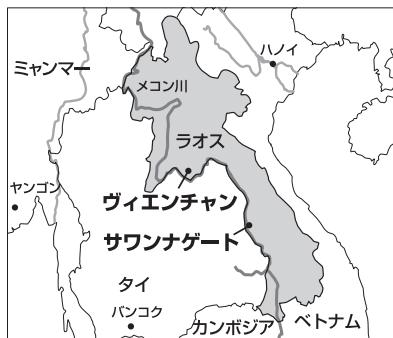 ハノイ
ミャンマー
メコン川
ラオス
ヤンゴン
ヴィエンチャン
サワンナゲート
タイ
バンコク
カンボジア
ベトナム